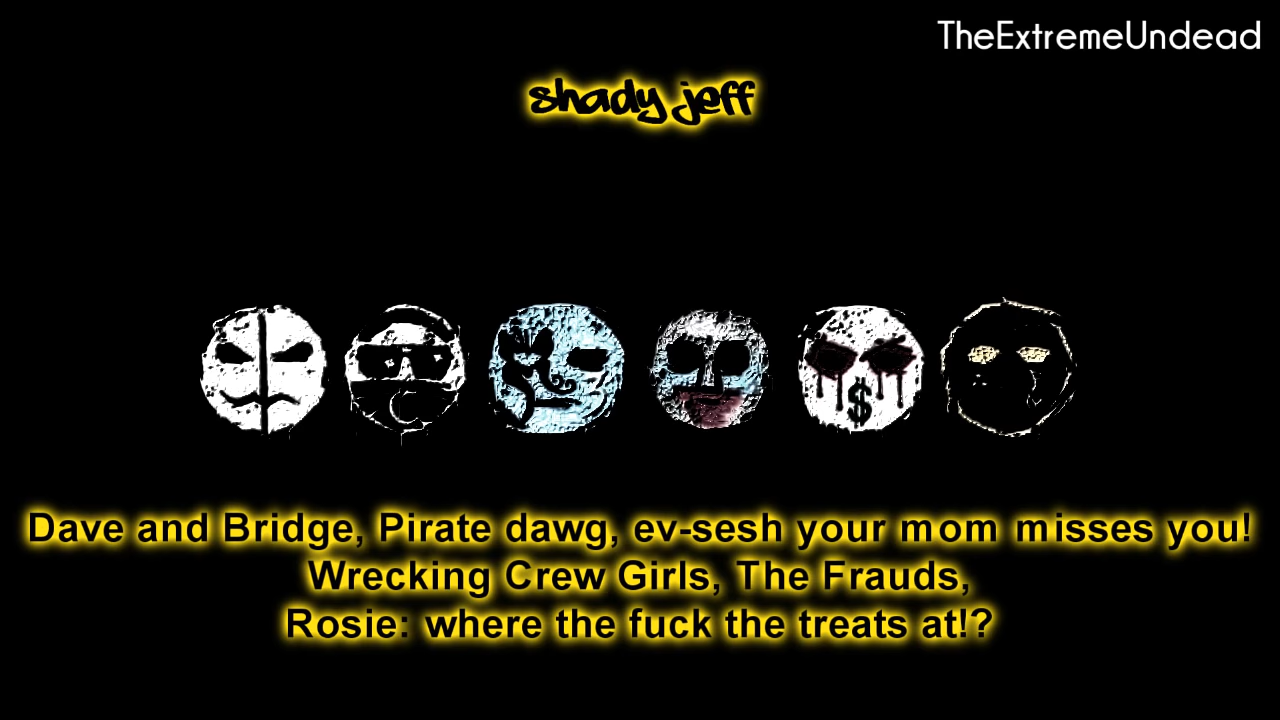 TheExtremeUndead
shady jeff
Dave and Bridge, Pirate dawg, ev-sesh your mom misses you!
Wrecking Crew Girls, The Frauds,
Rosie: where the fuck the treats at!?
$